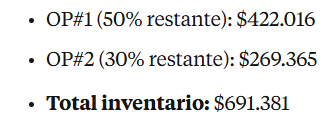 • OP#1 (50% restante): $422.016
• OP#2 (30% restante): $269.365
• Total inventario: $691.381